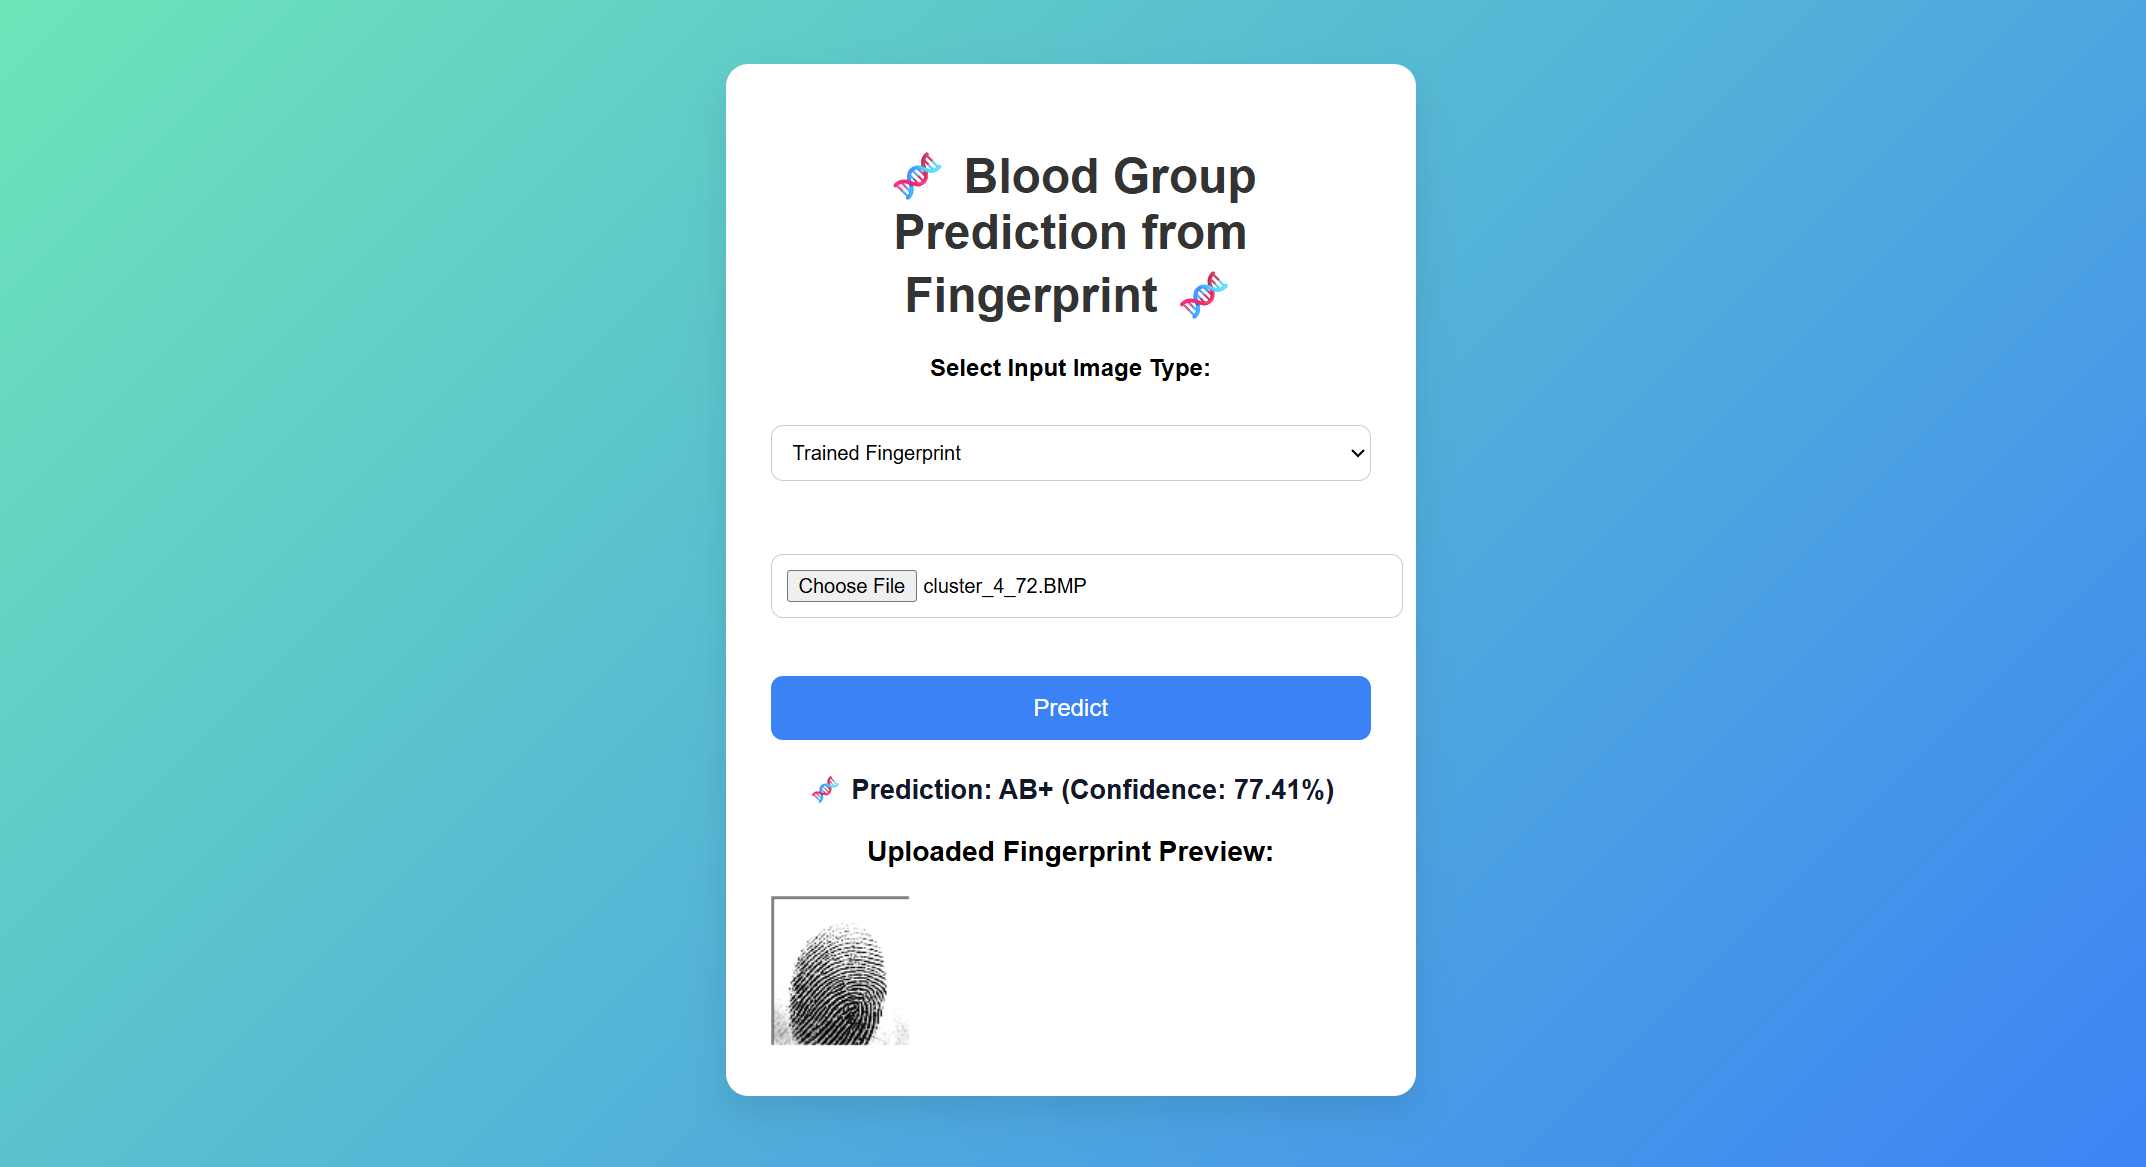 🧬 Blood Group
Prediction from
Fingerprint 🧬
Select Input Image Type:
Trained Fingerprint
Choose File cluster_4_72.BMP
Predict
🧬 Prediction: AB+ (Confidence: 77.41%)
Uploaded Fingerprint Preview: